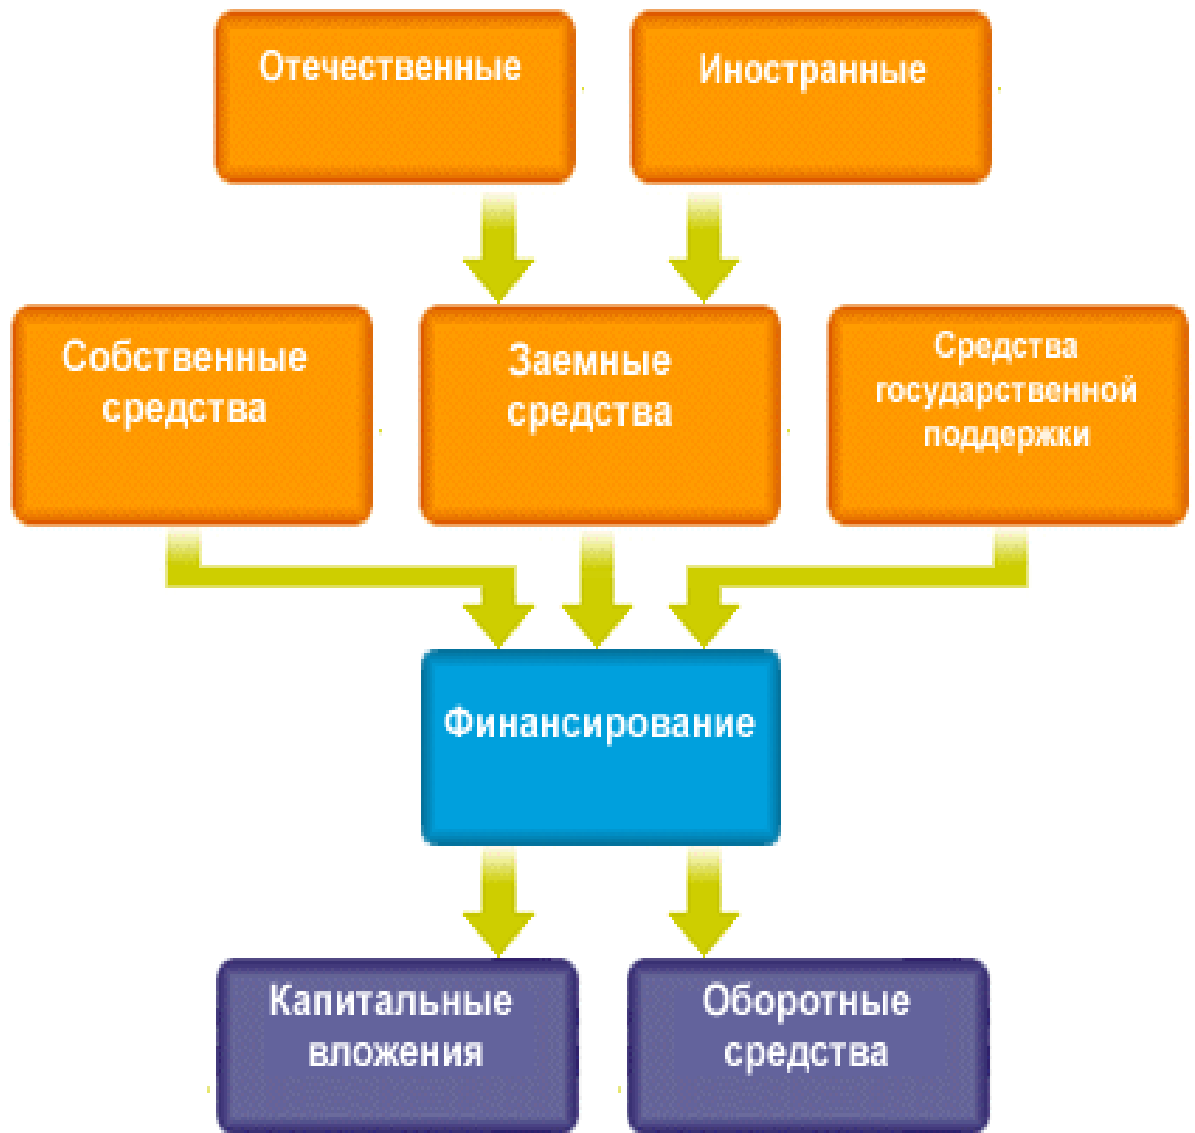 Отечественные
Иностранные
Собственные
средства
Заемные
средства
Средства
государственной
поддержки
Финансирование
Капитальные
вложения
Оборотные
средства